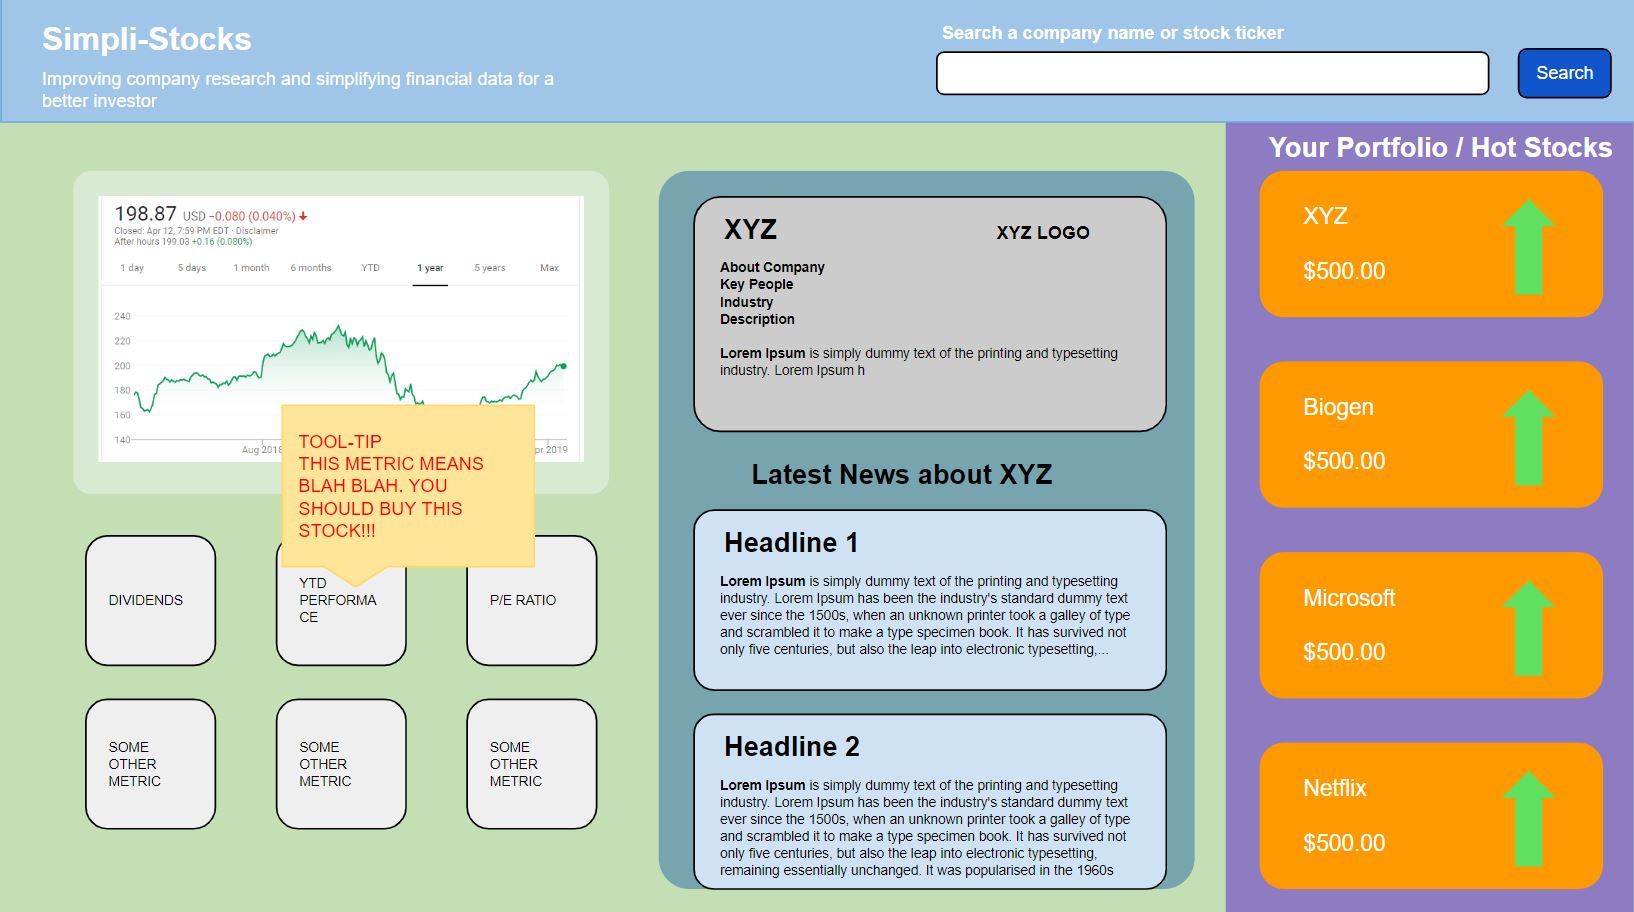 Simpli-Stocks
Improving company research and simplifying financial data for a
better investor
Search a company name or stock ticker
Search
198.87 USD −0.080 (0.040%)
Closed: Apr 12, 7:59 PM EDT · Disclaimer
After hours 199.03 +0.16 (0.080%)
1 day 5 days 1 month 6 months YTD 1 year 5 years Max
240
220
200
180
160
140
Aug 2018
pr 2019
TOOL-TIP
THIS METRIC MEANS
BLAH BLAH. YOU
SHOULD BUY THIS
STOCK!!!
DIVIDENDS
YTD
PERFORMA
CE
P/E RATIO
SOME
OTHER
METRIC
SOME
OTHER
METRIC
SOME
OTHER
METRIC
XYZ
XYZ LOGO
About Company
Key People
Industry
Description
Lorem Ipsum is simply dummy text of the printing and typesetting
industry. Lorem Ipsum h
Latest News about XYZ
Headline 1
Lorem Ipsum is simply dummy text of the printing and typesetting
industry. Lorem Ipsum has been the industry's standard dummy text
ever since the 1500s, when an unknown printer took a galley of type
and scrambled it to make a type specimen book. It has survived not
only five centuries, but also the leap into electronic typesetting,...
Headline 2
Lorem Ipsum is simply dummy text of the printing and typesetting
industry. Lorem Ipsum has been the industry's standard dummy text
ever since the 1500s, when an unknown printer took a galley of type
and scrambled it to make a type specimen book. It has survived not
only five centuries, but also the leap into electronic typesetting,
remaining essentially unchanged. It was popularised in the 1960s
Your Portfolio / Hot Stocks
XYZ
$500.00
Biogen
$500.00
Microsoft
$500.00
Netflix
$500.00